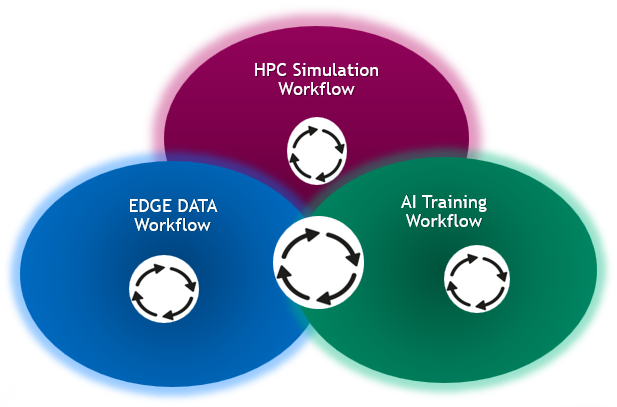 HPC Simulation
Workflow
EDGE DATA
Workflow
AI Training
Workflow